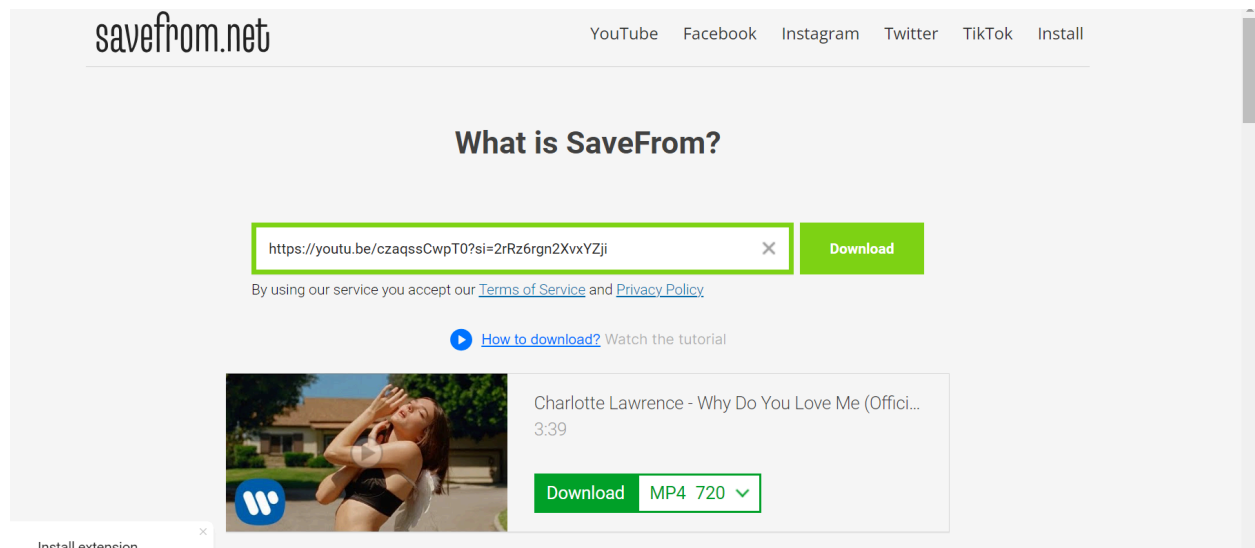 savefrom.net
YouTube Facebook Instagram Twitter TikTok Install
What is SaveFrom?
https://youtu.be/czaqssCwpT0?si=2rRz6rgn2XvxYZji
Download
By using our service you accept our Terms of Service and Privacy Policy
How to download? Watch the tutorial
Charlotte Lawrence - Why Do You Love Me (Offici...
3:39
Download MP4 720
Install extension